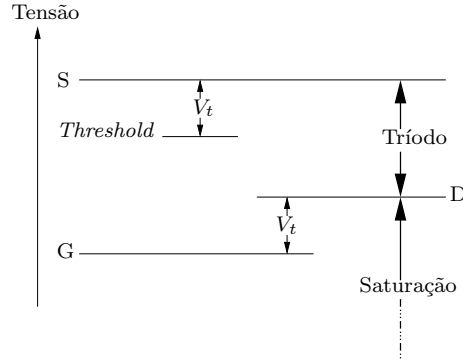 Tensão
S
V_t
Threshold
Tríodo
D
V_t
G
Saturação